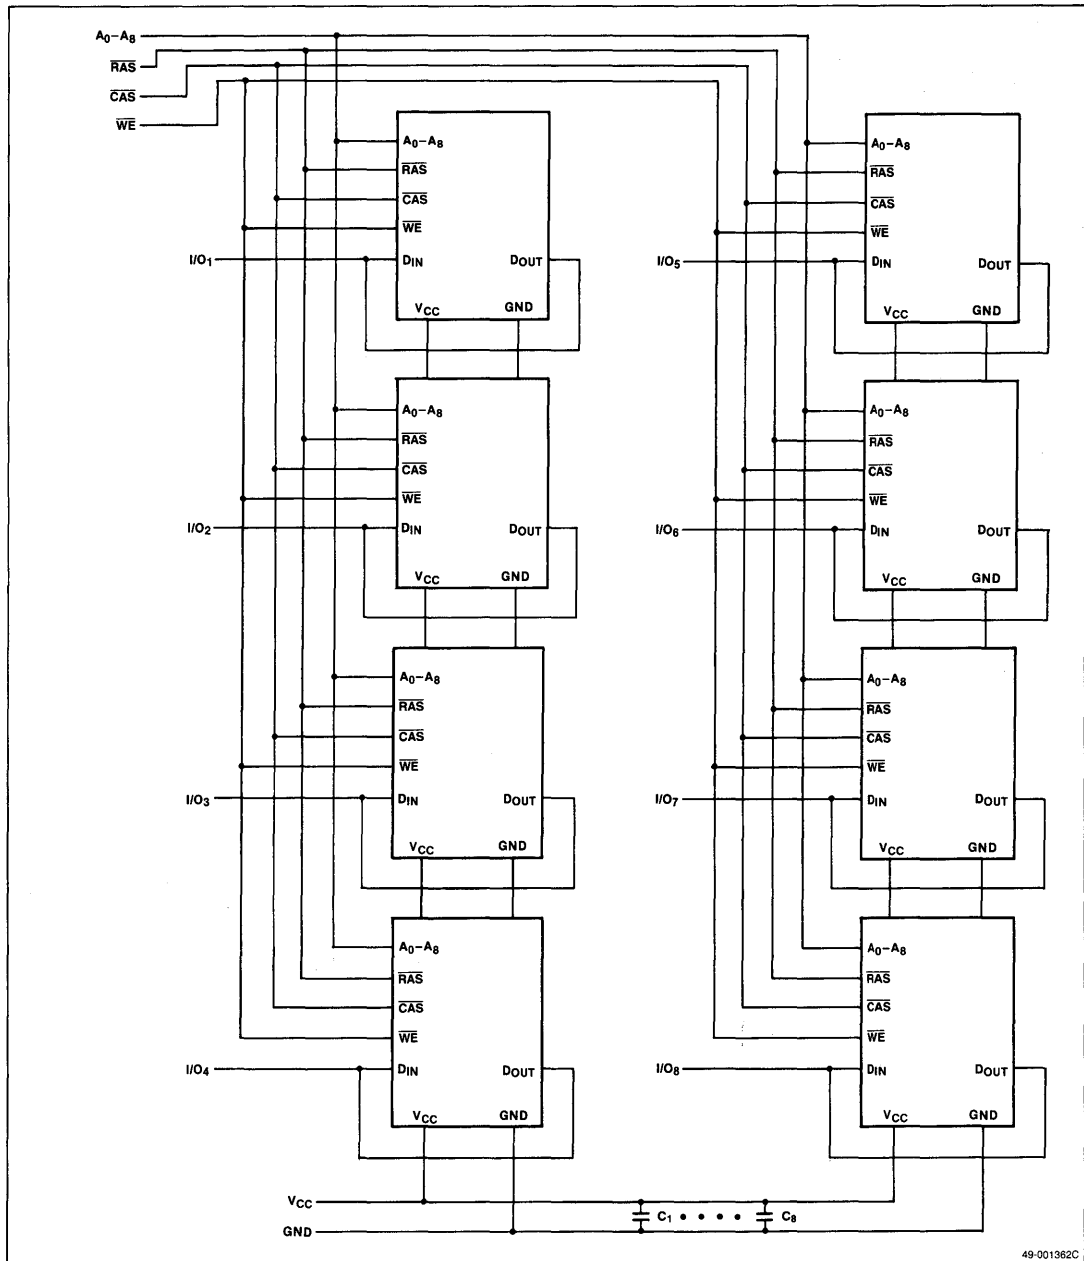 A0–A8
RAS
CAS
WE
A0–A8
RAS
CAS
WE
I/O1
DIN
DOUT
VCC
GND
A0–A8
RAS
CAS
WE
I/O5
DIN
DOUT
VCC
GND
A0–A8
RAS
CAS
WE
I/O2
DIN
DOUT
VCC
GND
A0–A8
RAS
CAS
WE
I/O6
DIN
DOUT
VCC
GND
A0–A8
RAS
CAS
WE
I/O3
DIN
DOUT
VCC
GND
A0–A8
RAS
CAS
WE
I/O7
DIN
DOUT
VCC
GND
A0–A8
RAS
CAS
WE
I/O4
DIN
DOUT
VCC
GND
A0–A8
RAS
CAS
WE
I/O8
DIN
DOUT
VCC
GND
VCC
C1 • • • • C8
GND
49-001362C